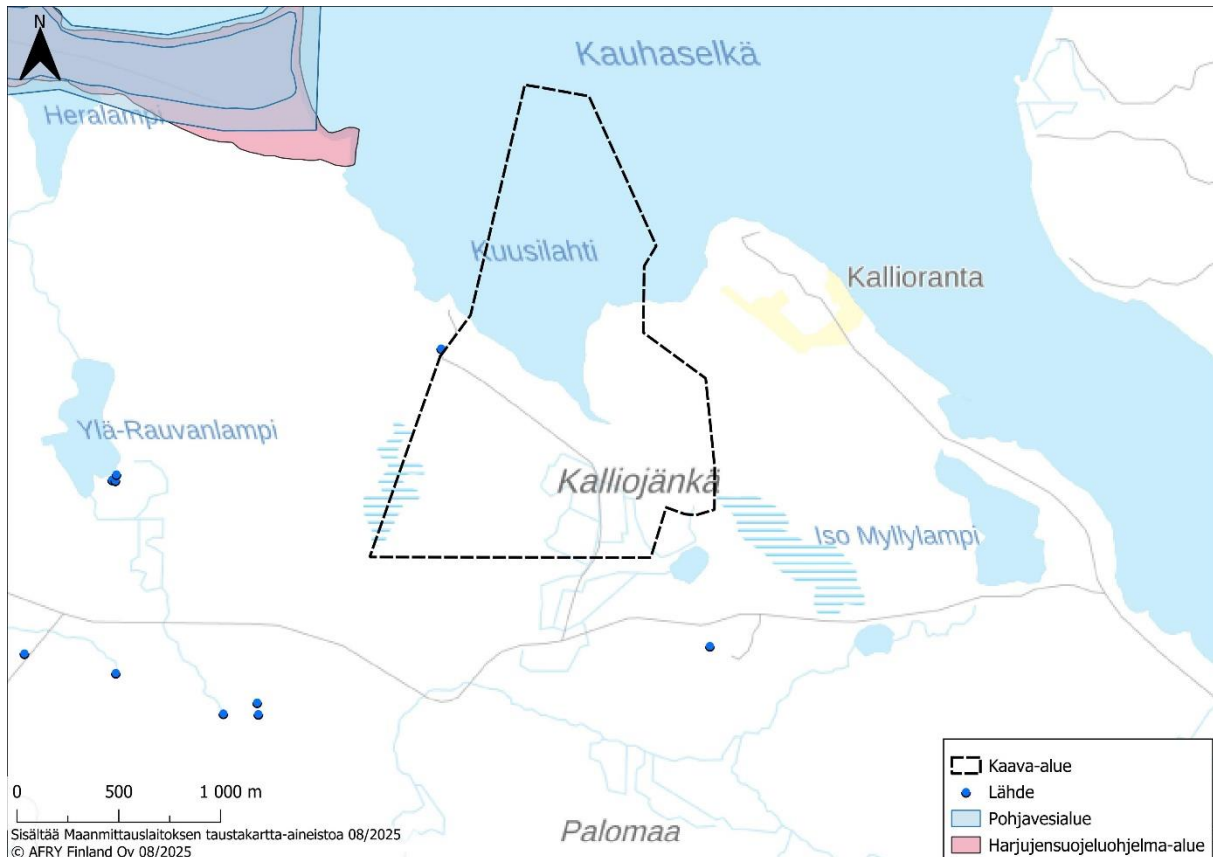 N
Kauhaselkä
Heralampi
Kuusilahti
Kallioranta
Ylä-Rauvanlampi
Kalliojänkä
Iso Myllylampi
Palomaa
0 500 1 000 m
Sisältää Maanmittauslaitoksen taustakartta-aineistoa 08/2025
© AFRY Finland Oy 08/2025
Kaava-alue
Lähde
Pohjavesialue
Harjujensuojeluohjelma-alue